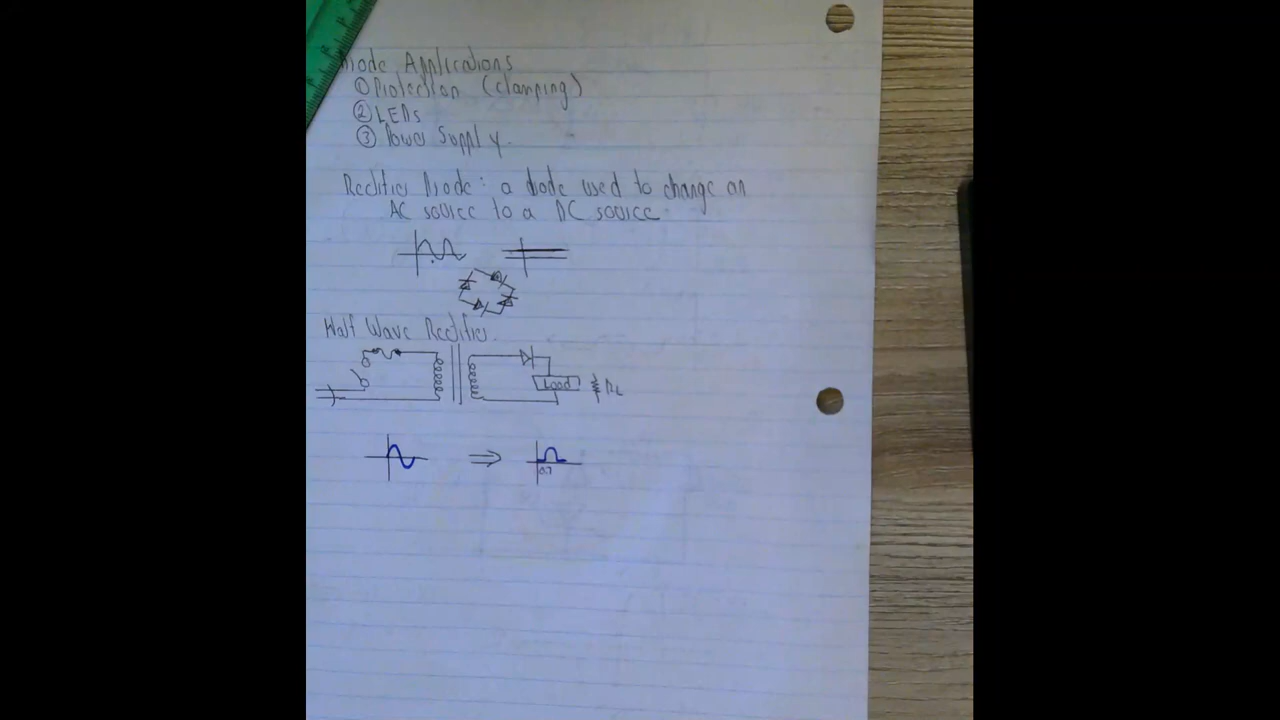 Diode Applications
① Protection (clamping)
② LEDs
③ Power Supply.
Rectifier Diode: a diode used to change an
AC source to a DC source.
Half Wave Rectifier.
Load
RL
0.7